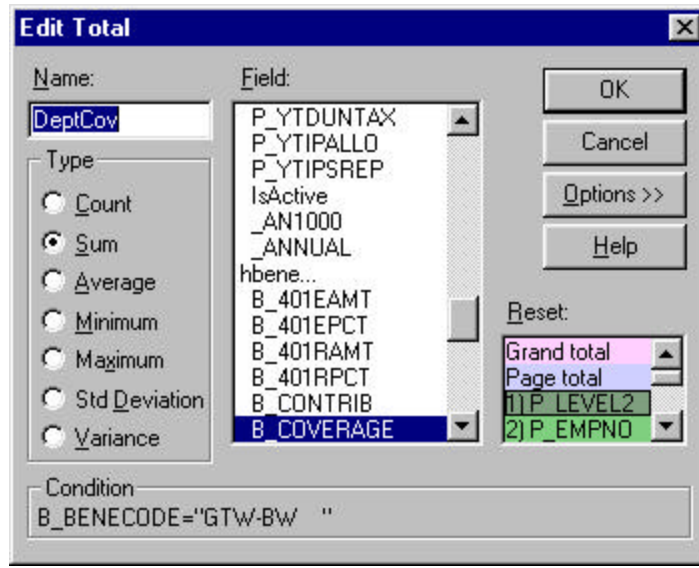 Edit Total
Name:
DeptCov
Type
Count
Sum
Average
Minimum
Maximum
Std Deviation
Variance
Field:
P_YTDUNTAX
P_YTIPALLO
P_YTIPSREP
IsActive
_AN1000
_ANNUAL
hbene...
B_401EAMT
B_401EPCT
B_401RAMT
B_401RPCT
B_CONTRIB
B_COVERAGE
OK
Cancel
Options >>
Help
Reset:
Grand total
Page total
1) P_LEVEL2
2) P_EMPNO
Condition
B_BENECODE="GTW-BW    "